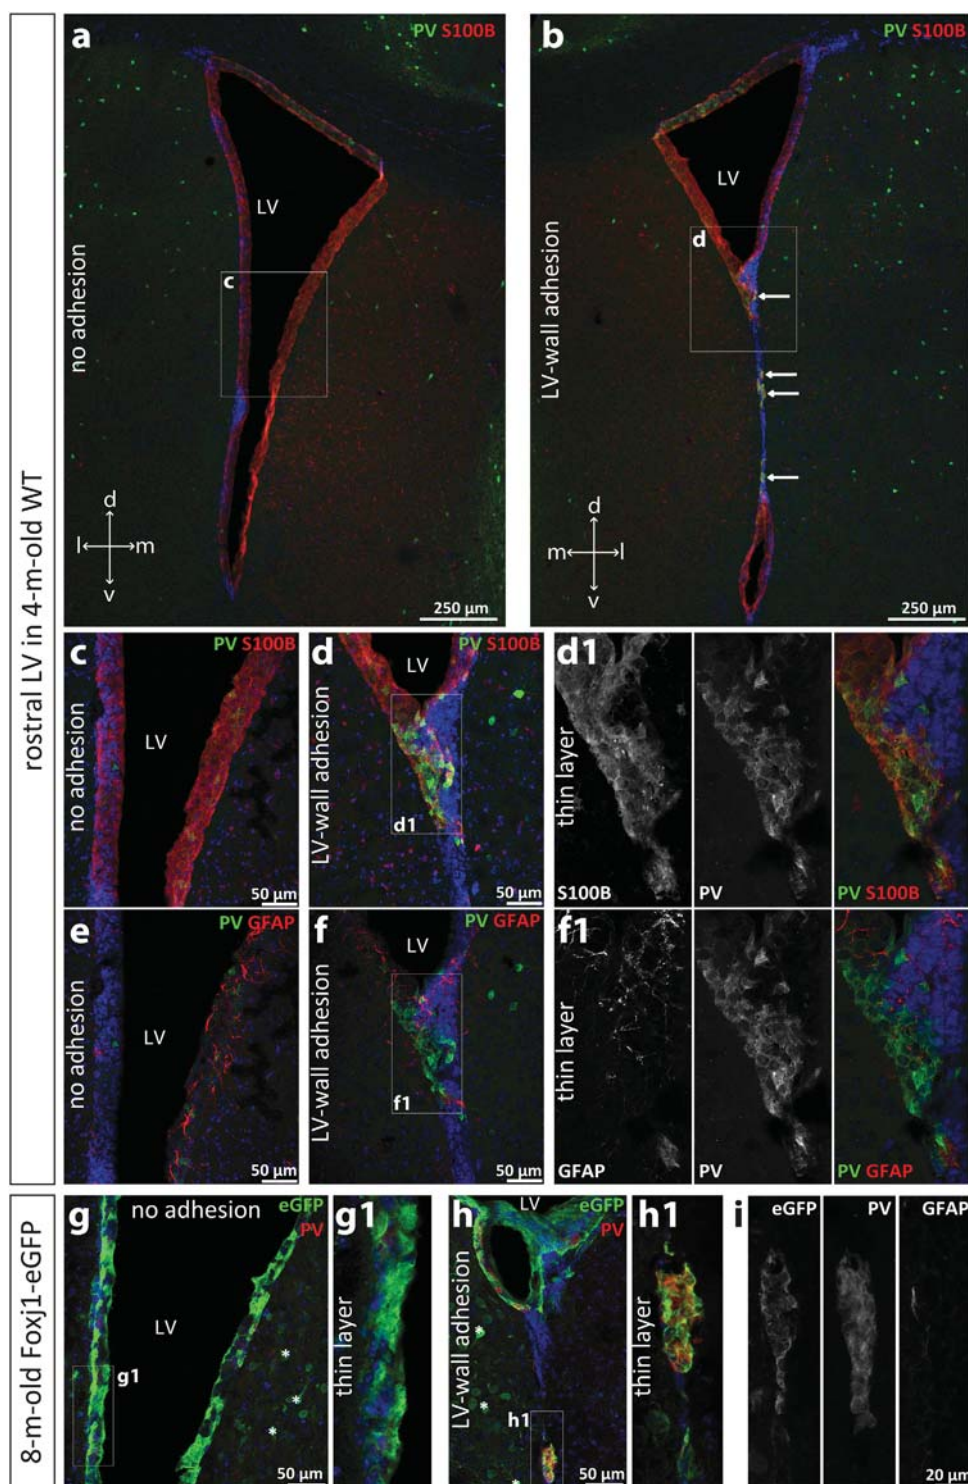 rostral LV in 4-m-old WT
a
PV S100B
no adhesion
LV
c
d
l m
v
250 µm
b
PV S100B
LV-wall adhesion
LV
d
d
m l
v
250 µm
c
PV S100B
no adhesion
LV
50 µm
d
PV S100B
LV-wall adhesion
LV
d1
50 µm
d1
thin layer
S100B
PV
PV S100B
e
PV GFAP
no adhesion
LV
50 µm
f
PV GFAP
LV-wall adhesion
LV
f1
50 µm
f1
thin layer
GFAP
PV
PV GFAP
8-m-old Foxj1-eGFP
g
no adhesion
eGFP
PV
LV
g1
*
*
*
50 µm
g1
thin layer
h
LV
eGFP
PV
LV-wall adhesion
*
*
h1
*
50 µm
h1
thin layer
i
eGFP
PV
GFAP
20 µm